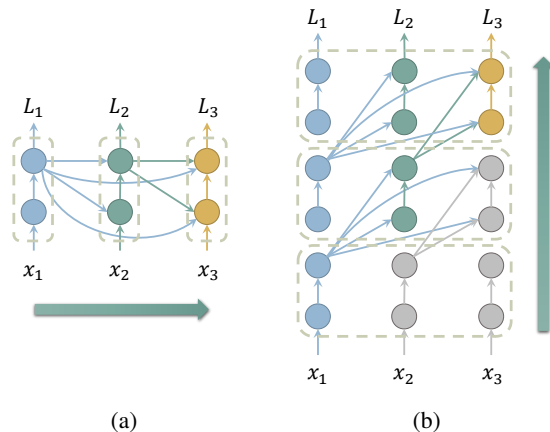 L₁ L₂ L₃
x₁ x₂ x₃
(a)
L₁ L₂ L₃
x₁ x₂ x₃
(b)